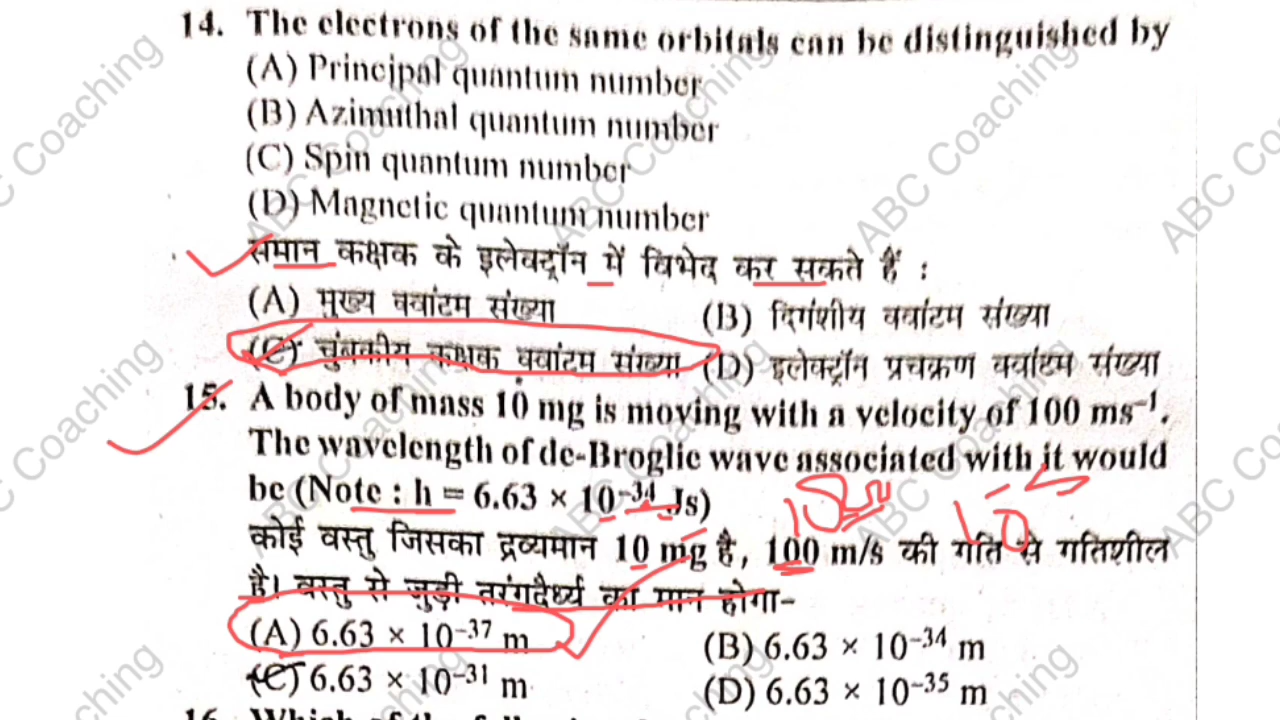 14. The electrons of the same orbitals can be distinguished by
(A) Principal quantum number
(B) Azimuthal quantum number
(C) Spin quantum number
(D) Magnetic quantum number
समान कक्षक के इलेक्ट्रॉन में विभेद कर सकते हैं :
(A) मुख्य क्वांटम संख्या (B) दिगंशीय क्वांटम संख्या
(C) चुंबकीय कक्षक क्वांटम संख्या (D) इलेक्ट्रॉन प्रचक्रण क्वांटम संख्या
15. A body of mass 10 mg is moving with a velocity of 100 ms⁻¹.
The wavelength of de-Broglie wave associated with it would
be (Note : h = 6.63 × 10⁻³⁴ Js)
कोई वस्तु जिसका द्रव्यमान 10 mg है, 100 m/s की गति से गतिशील
है। वस्तु से जुड़ी तरंगदैर्ध्य का मान होगा-
(A) 6.63 × 10⁻³⁷ m (B) 6.63 × 10⁻³⁴ m
(C) 6.63 × 10⁻³¹ m (D) 6.63 × 10⁻³⁵ m
ABC Coaching